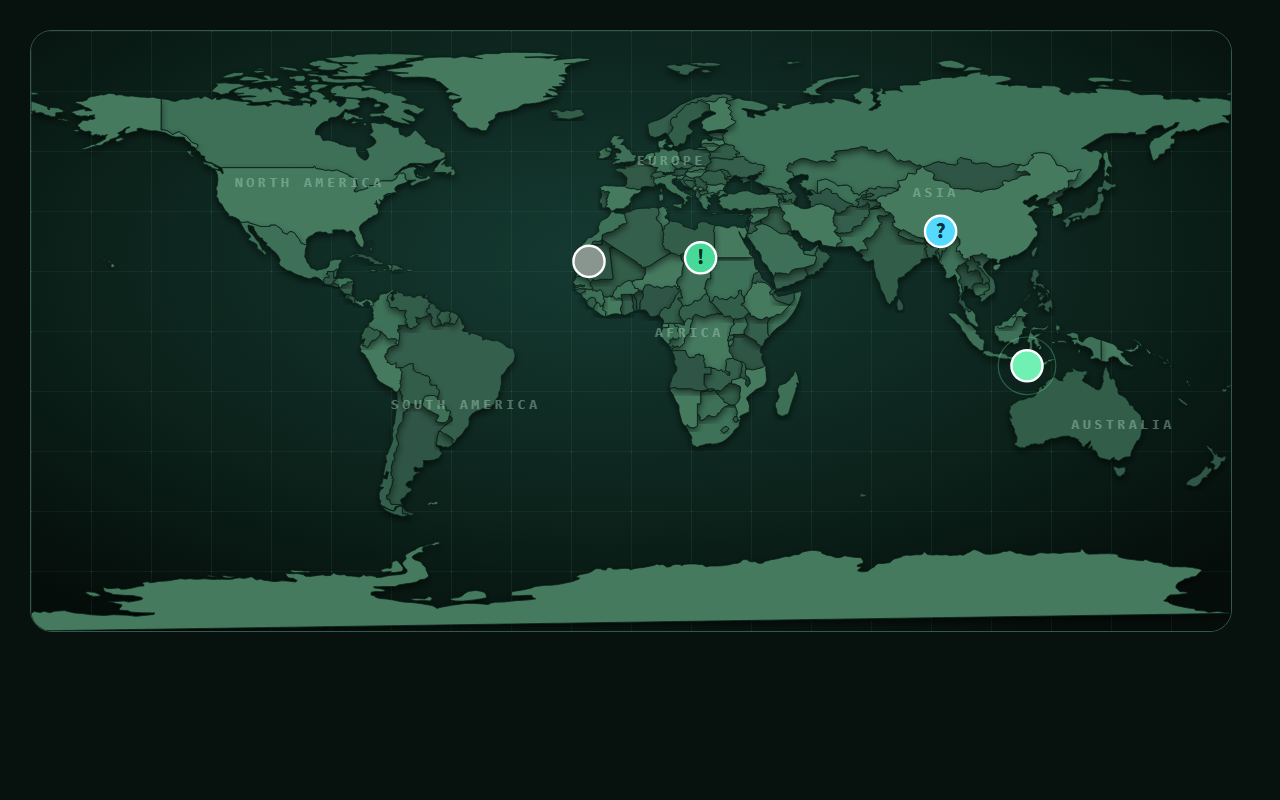 EUROPE
NORTH AMERICA
ASIA
?
!
AFRICA
SOUTH AMERICA
AUSTRALIA